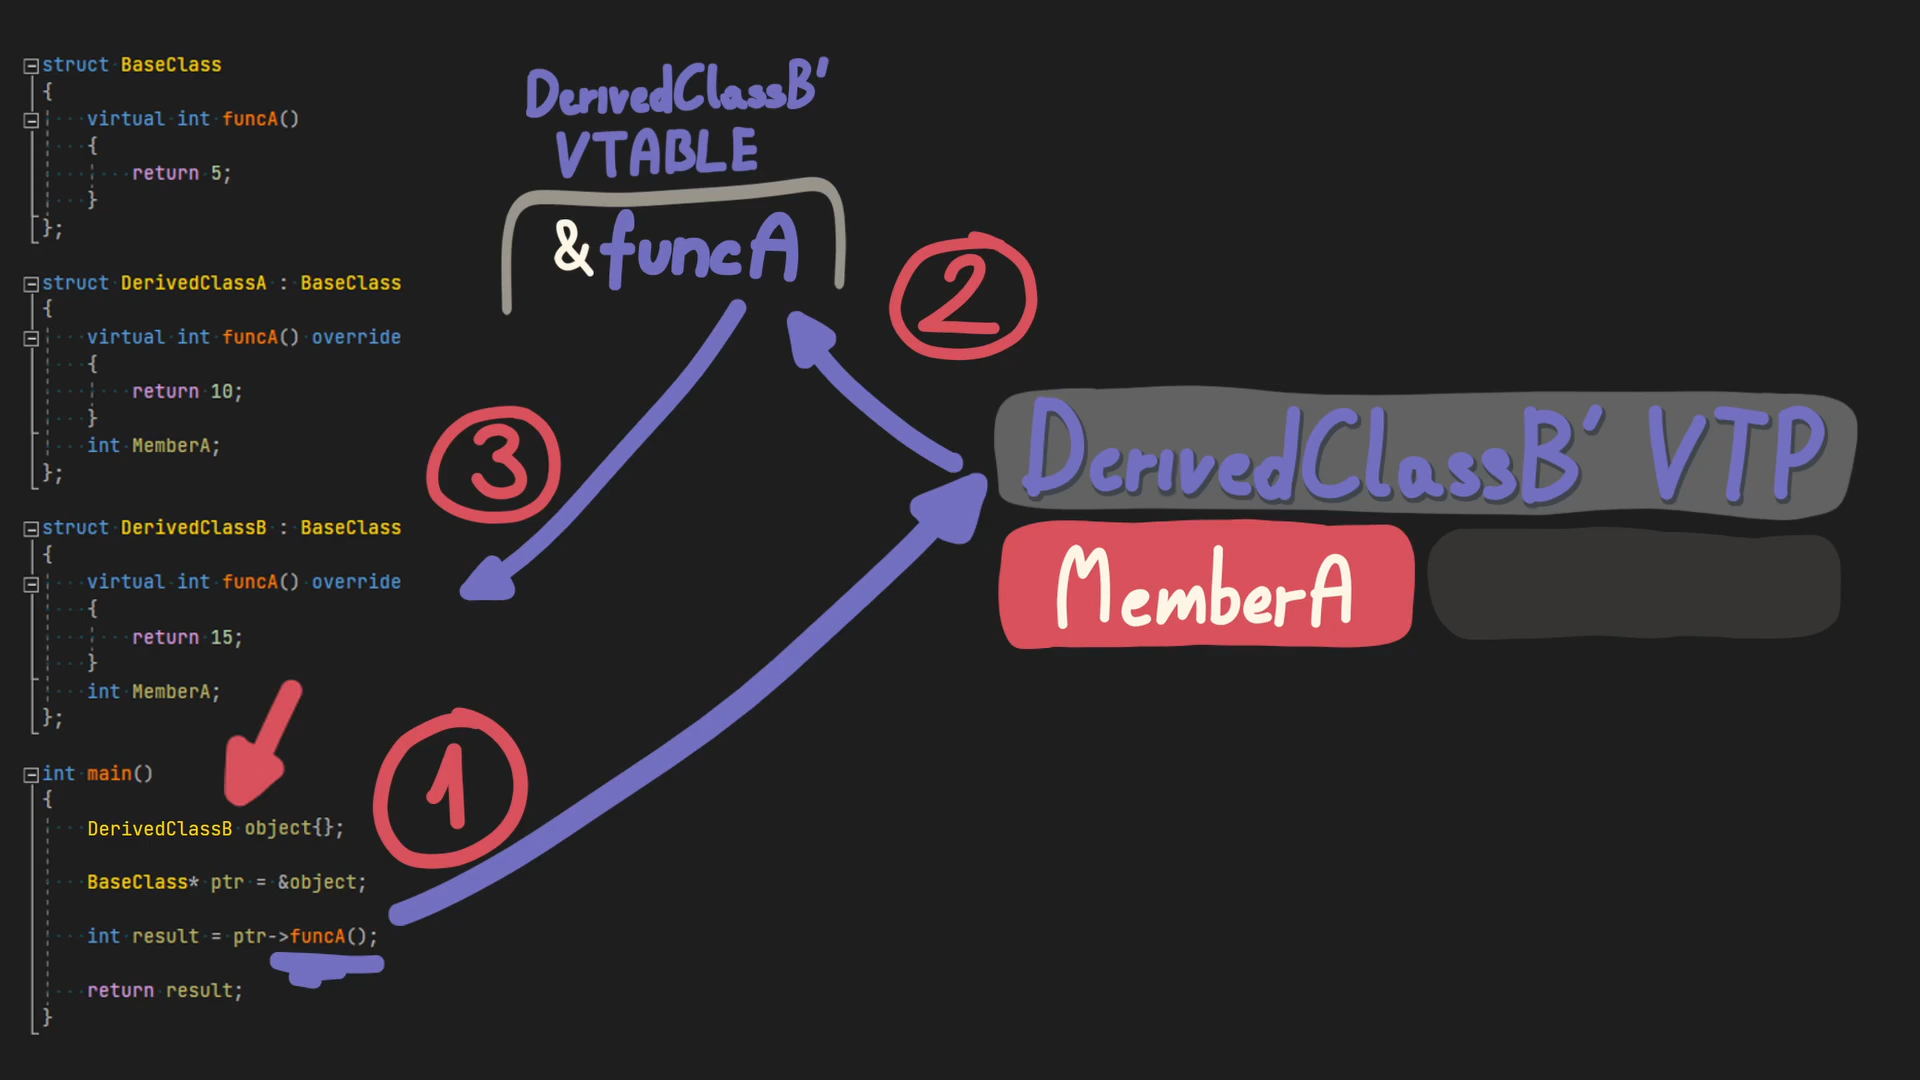 struct BaseClass
{
virtual int funcA()
{
return 5;
}
};
struct DerivedClassA : BaseClass
{
virtual int funcA() override
{
return 10;
}
int MemberA;
};
struct DerivedClassB : BaseClass
{
virtual int funcA() override
{
return 15;
}
int MemberA;
};
int main()
{
DerivedClassB object{};
BaseClass* ptr = &object;
int result = ptr->funcA();
return result;
}
DerivedClassB'
VTABLE
&funcA
2
3
1
DerivedClassB' VTP
MemberA